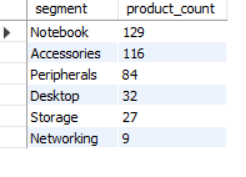 segment product_count
Notebook 129
Accessories 116
Peripherals 84
Desktop 32
Storage 27
Networking 9